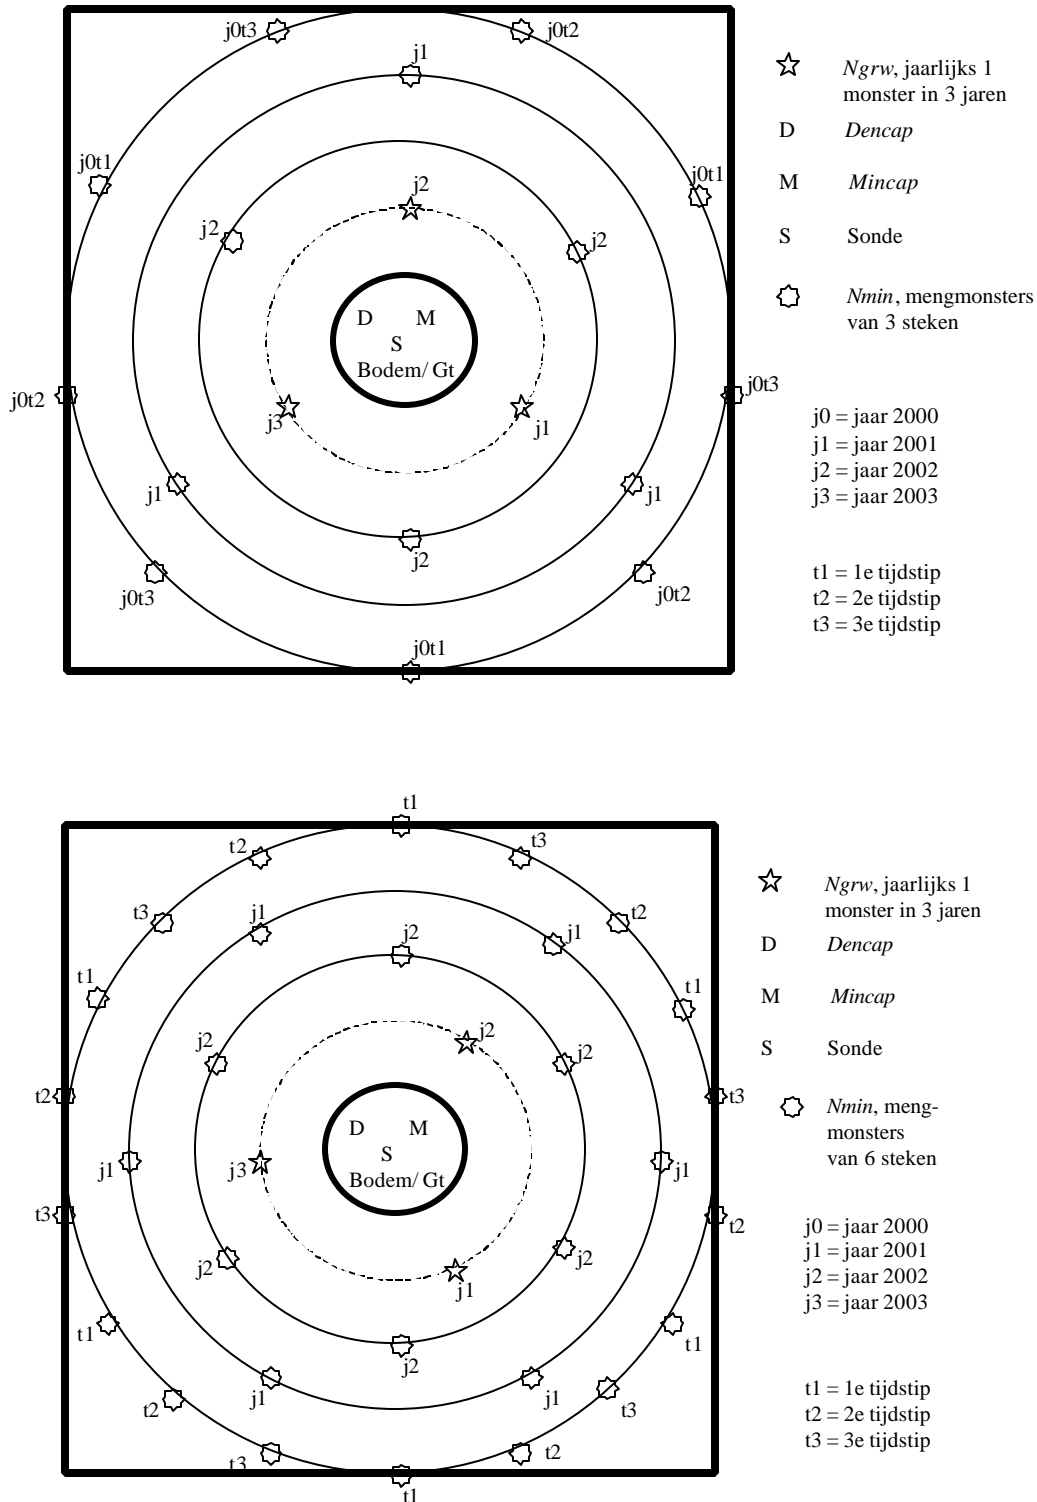 j0t3
j0t2
j1
j0t1
j0t1
j2
j2
j2
D M
S
Bodem/ Gt
j0t2
j0t3
j3
j1
j1
j1
j2
j0t3
j0t2
j0t1
Ngrw, jaarlijks 1
monster in 3 jaren
D Dencap
M Mincap
S Sonde
Nmin, mengmonsters
van 3 steken
j0 = jaar 2000
j1 = jaar 2001
j2 = jaar 2002
j3 = jaar 2003
t1 = 1e tijdstip
t2 = 2e tijdstip
t3 = 3e tijdstip
t1
t2
t3
t3
j1
j1
t2
j2
t1
t1
j2
j2
j2
t2
t3
D M
S
Bodem/ Gt
j1
j3
j1
t3
t2
j2
j2
j1
t1
t1
j2
j1
j1
t2
t3
t3
t2
t1
Ngrw, jaarlijks 1
monster in 3 jaren
D Dencap
M Mincap
S Sonde
Nmin, meng-
monsters
van 6 steken
j0 = jaar 2000
j1 = jaar 2001
j2 = jaar 2002
j3 = jaar 2003
t1 = 1e tijdstip
t2 = 2e tijdstip
t3 = 3e tijdstip